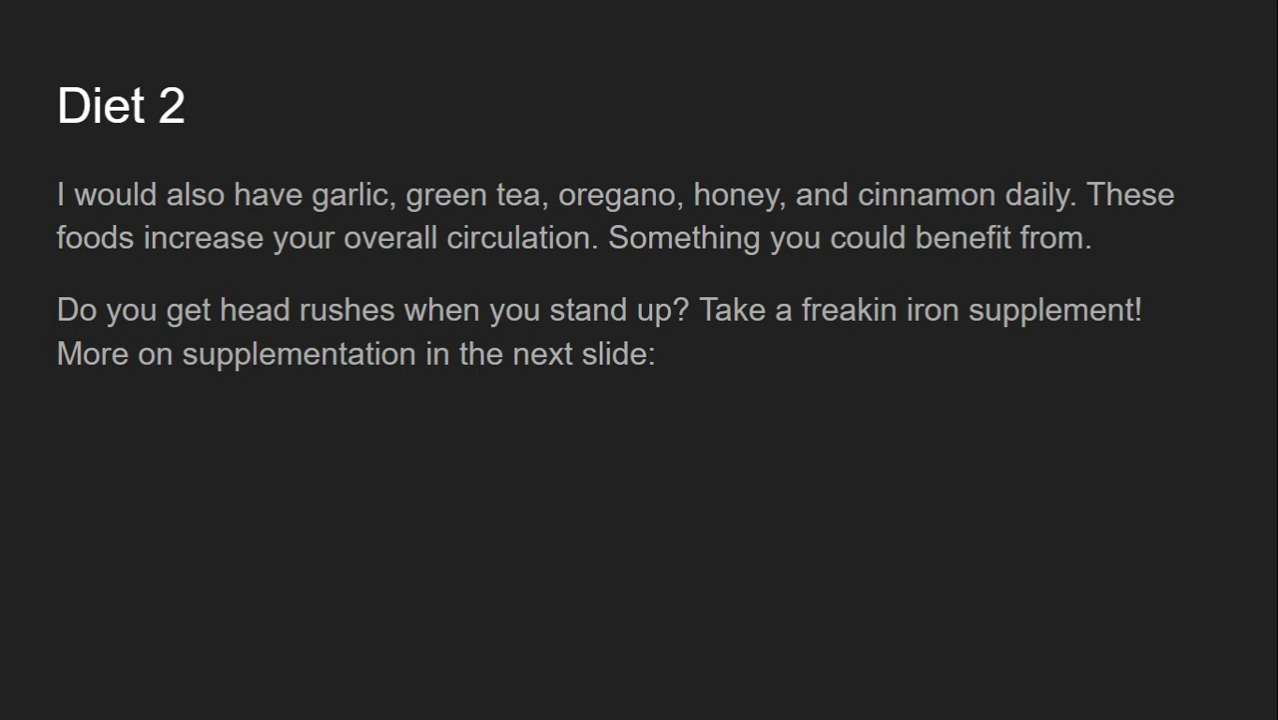 Diet 2
I would also have garlic, green tea, oregano, honey, and cinnamon daily. These
foods increase your overall circulation. Something you could benefit from.
Do you get head rushes when you stand up? Take a freakin iron supplement!
More on supplementation in the next slide: